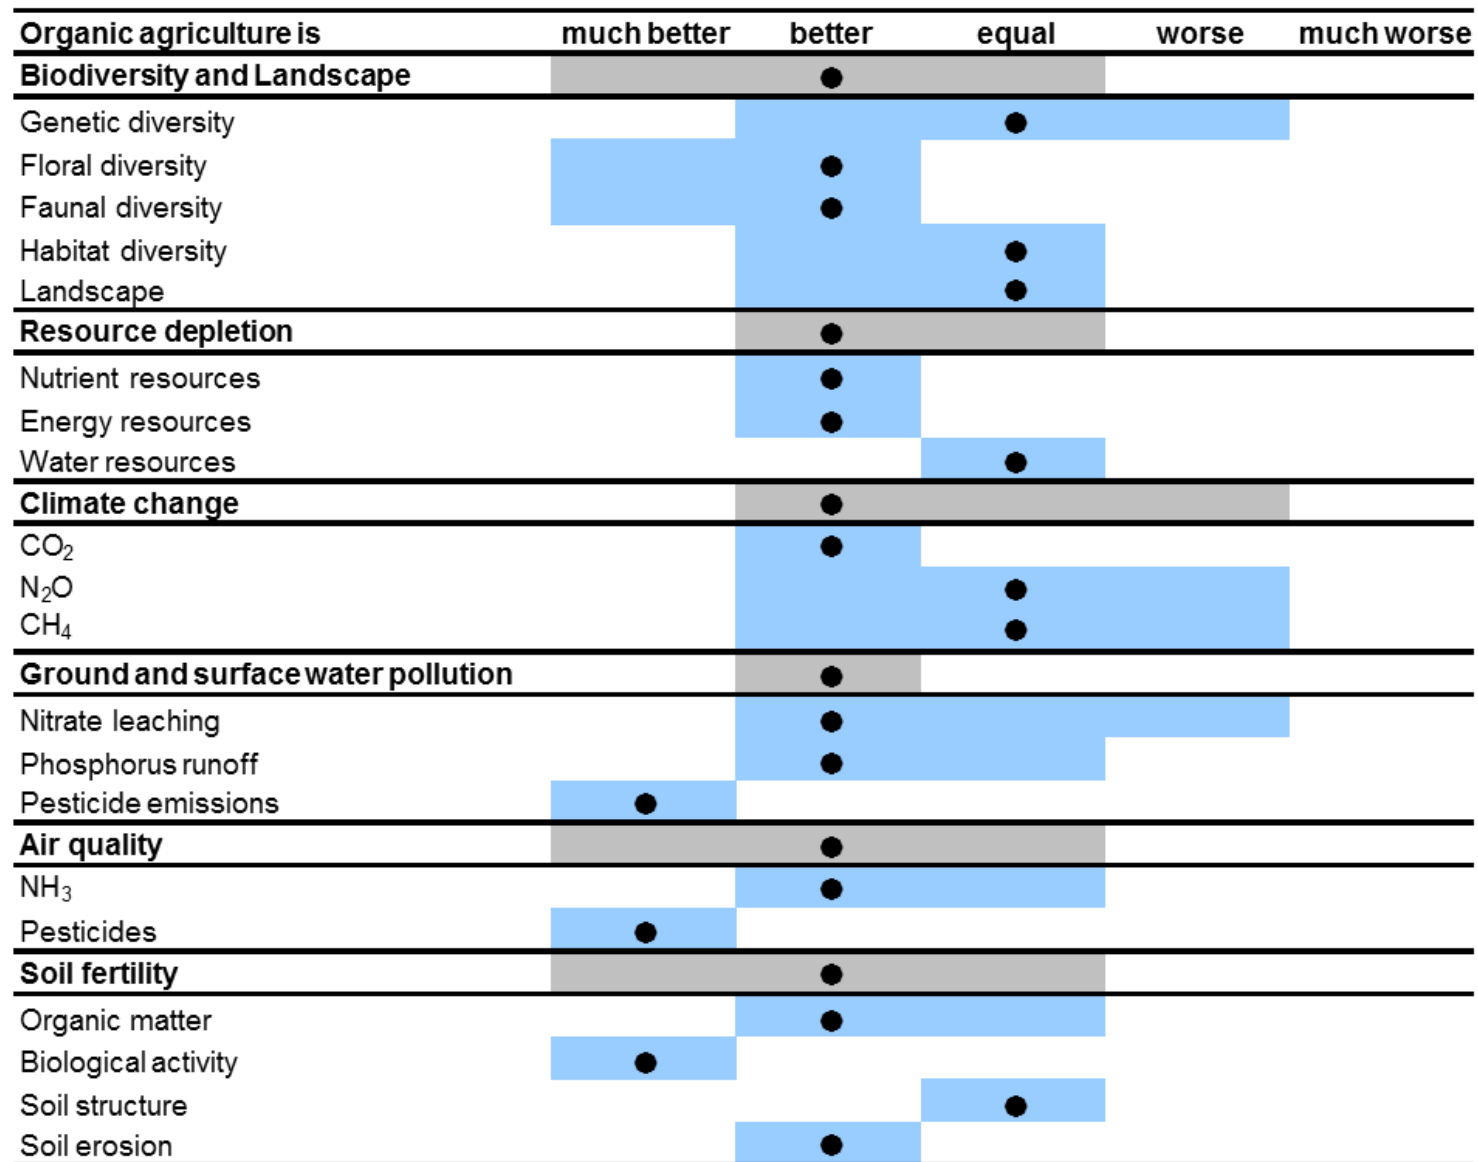 Organic agriculture is much better better equal worse much worse
Biodiversity and Landscape
Genetic diversity
Floral diversity
Faunal diversity
Habitat diversity
Landscape
Resource depletion
Nutrient resources
Energy resources
Water resources
Climate change
CO₂
N₂O
CH₄
Ground and surface water pollution
Nitrate leaching
Phosphorus runoff
Pesticide emissions
Air quality
NH₃
Pesticides
Soil fertility
Organic matter
Biological activity
Soil structure
Soil erosion